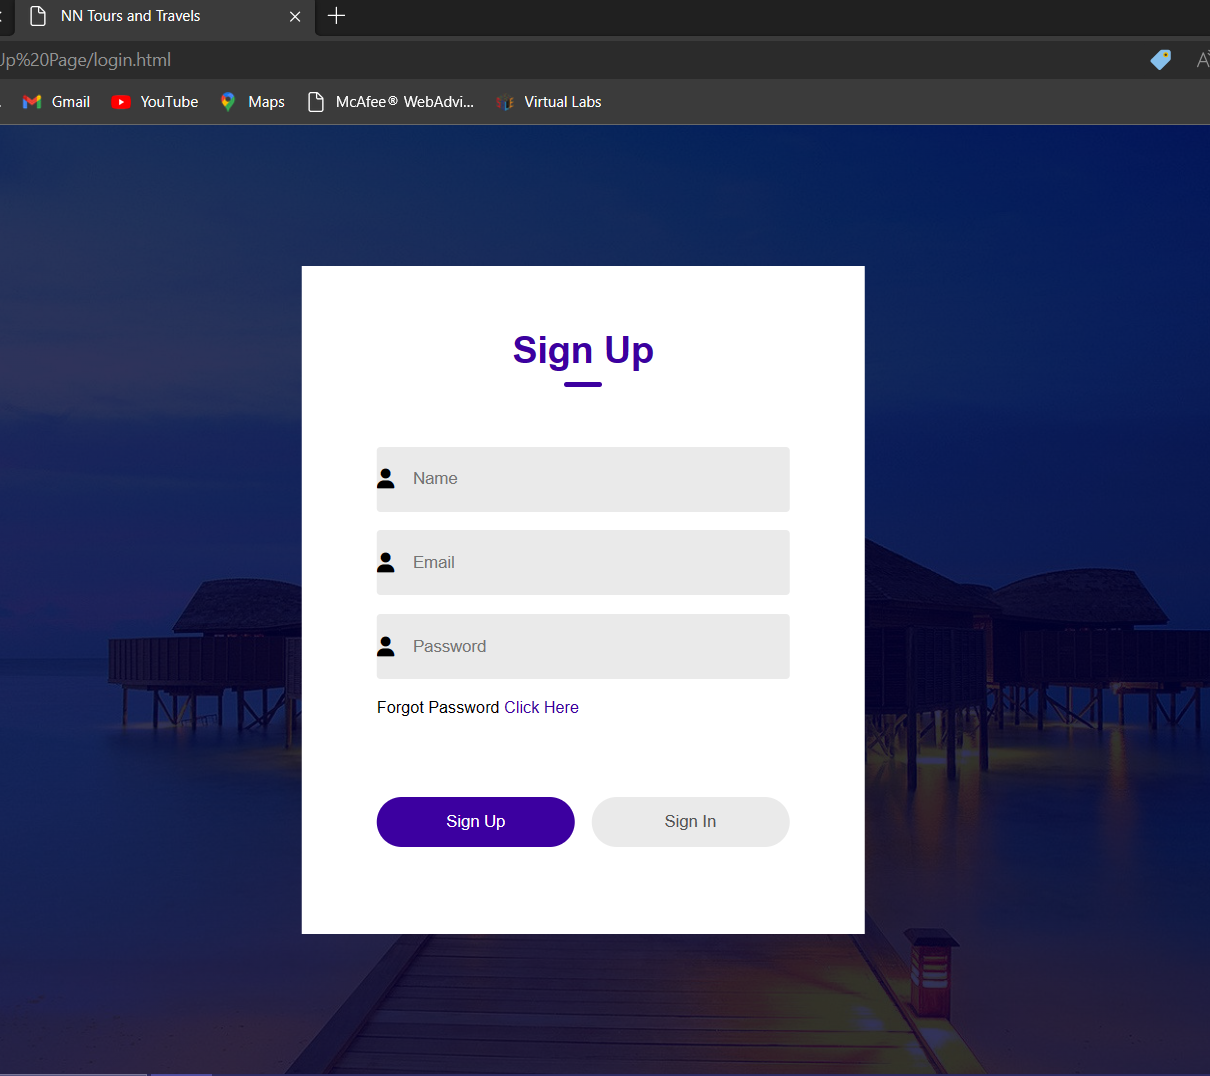 NN Tours and Travels
Up%20Page/login.html
Gmail YouTube Maps McAfee® WebAdvi... Virtual Labs
Sign Up
Name
Email
Password
Forgot Password Click Here
Sign Up Sign In